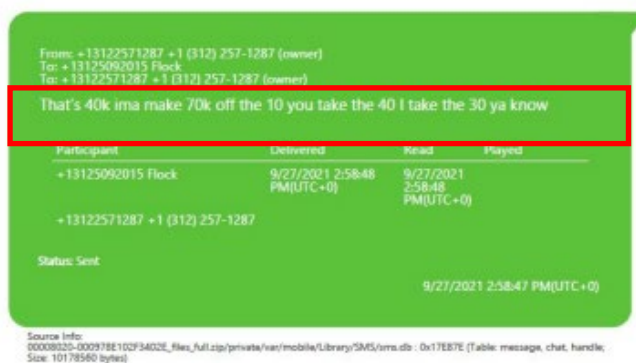 From: +13122571287 +1 (312) 257-1287 (owner)
To: +13125092015 Flock
To: +13122571287 +1 (312) 257-1287 (owner)
That's 40k ima make 70k off the 10 you take the 40 I take the 30 ya know
Participant Delivered Read Played
+13125092015 Flock 9/27/2021 2:58:48 9/27/2021
PM(UTC+0) 2:58:48
PM(UTC+0)
+13122571287 +1 (312) 257-1287
Status: Sent
9/27/2021 2:58:47 PM(UTC+0)
Source Info:
00008020-000978E102F3402E_files_full.zip/private/var/mobile/Library/SMS/sms.db : 0x17E87E (Table: message, chat, handle;
Size: 10178560 bytes)